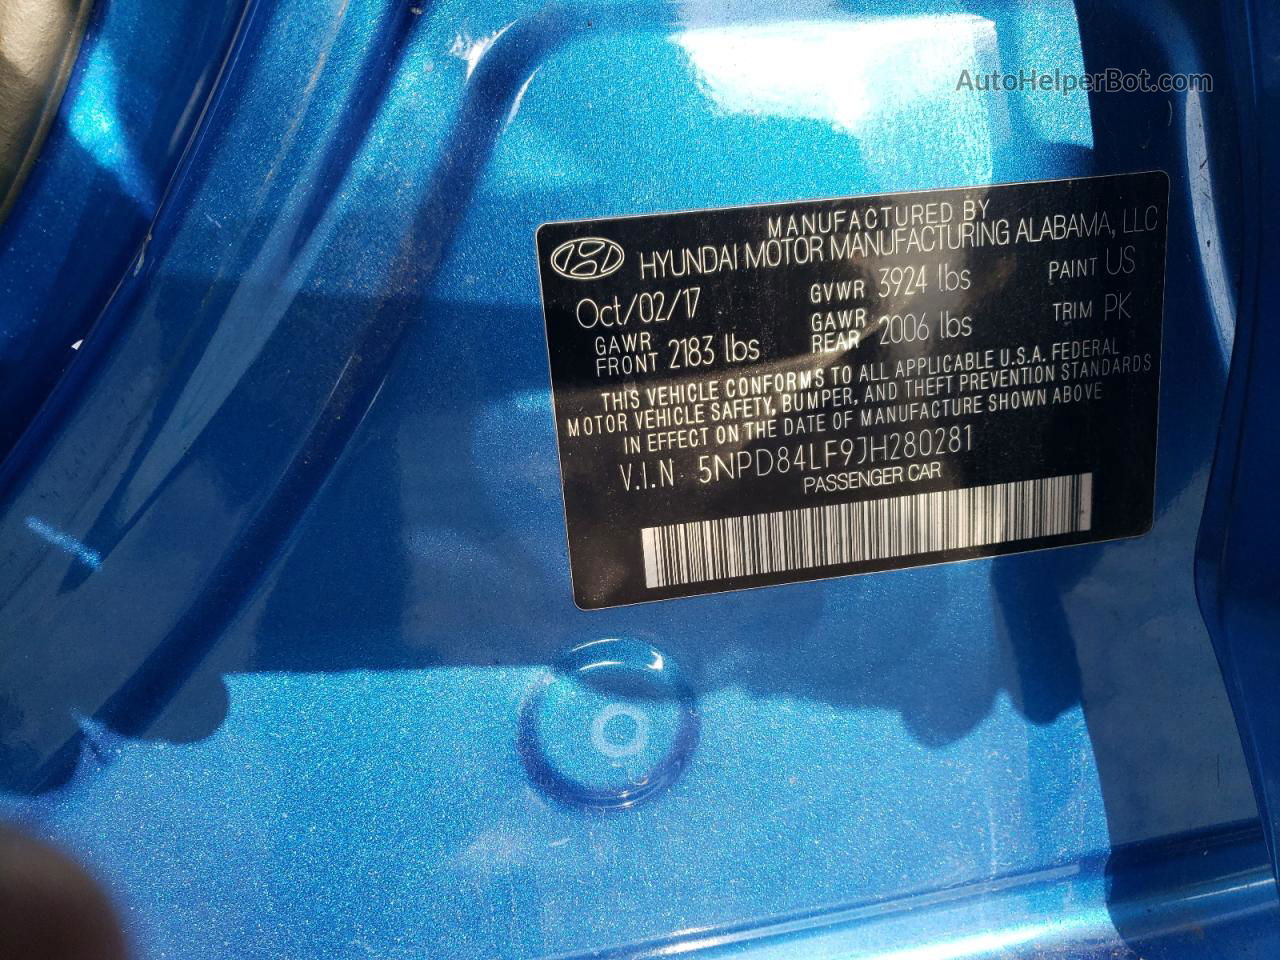 AutoHelperBot.com
MANUFACTURED BY
HYUNDAI MOTOR MANUFACTURING ALABAMA, LLC
Oct/02/17 GVWR 3924 lbs PAINT US
GAWR FRONT 2183 lbs GAWR REAR 2006 lbs TRIM PK
THIS VEHICLE CONFORMS TO ALL APPLICABLE U.S.A. FEDERAL
MOTOR VEHICLE SAFETY, BUMPER, AND THEFT PREVENTION STANDARDS
IN EFFECT ON THE DATE OF MANUFACTURE SHOWN ABOVE
V.I.N 5NPD84LF9JH280281
PASSENGER CAR